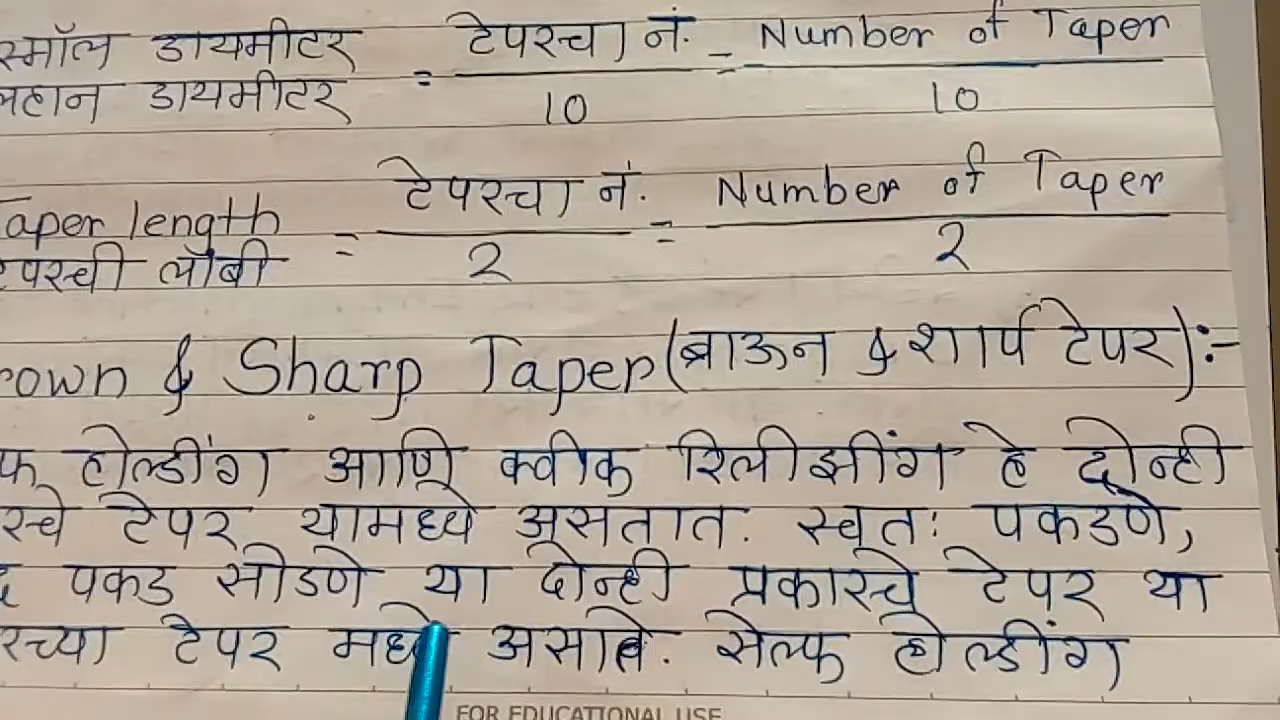 स्मॉल डायमीटर = टेपरचा नं. = Number of Taper
लहान डायमीटर 10 10
Taper length = टेपरचा नं. = Number of Taper
टेपरची लांबी 2 2
rown & Sharp Taper (ब्राऊन & शार्प टेपर):-
फ होल्डींग आणि क्वीक रिलीझींग हे दोन्ही
रचे टेपर यामध्ये असतात. स्वतः पकडणे,
पकड सोडणे या दोन्ही प्रकारचे टेपर या
रच्या टेपर मध्ये असाते. सेल्फ होल्डींग
FOR EDUCATIONAL USE